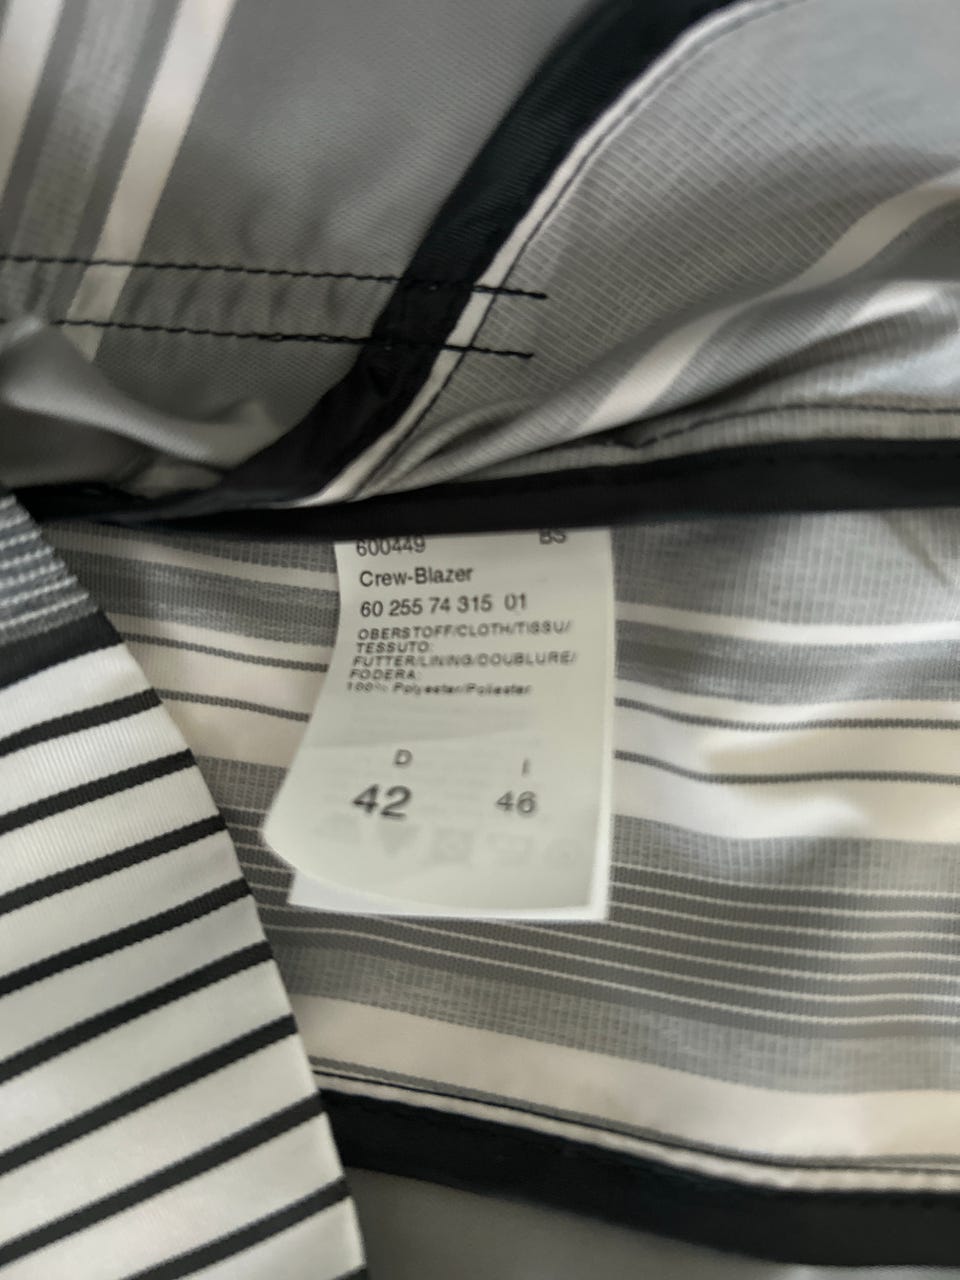 600449 BS
Crew-Blazer
60 255 74 315 01
OBERSTOFF/CLOTH/TISSU/
TESSUTO:
FUTTER/LINING/DOUBLURE/
FODERA:
100% Polyester/Poliester
D I
42 46